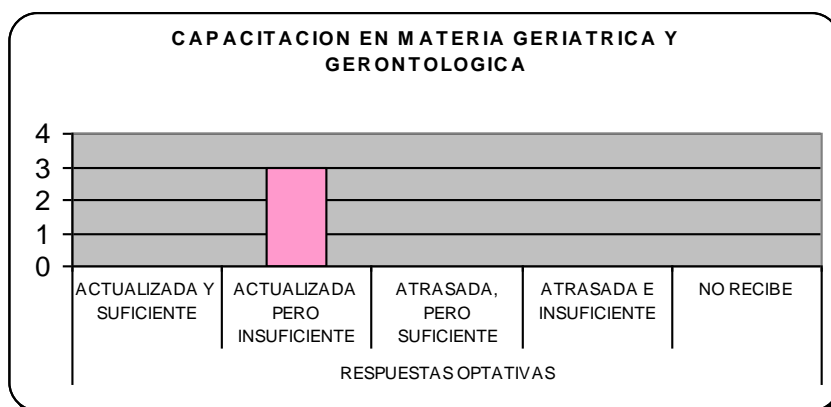 CAPACITACION EN MATERIA GERIATRICA Y
GERONTOLOGICA
4
3
2
1
0
ACTUALIZADA Y
SUFICIENTE
ACTUALIZADA
PERO
INSUFICIENTE
ATRASADA,
PERO
SUFICIENTE
ATRASADA E
INSUFICIENTE
NO RECIBE
RESPUESTAS OPTATIVAS